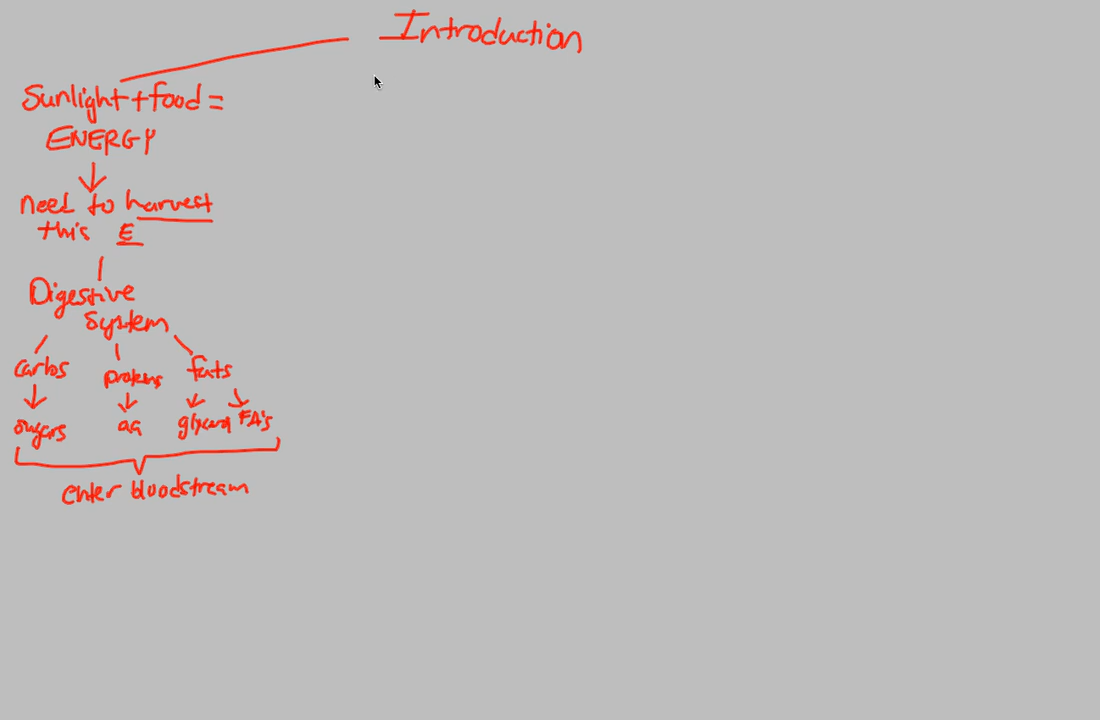 Introduction
Sunlight + food =
ENERGY
need to harvest
this E
Digestive
System
carbs proteins fats
sugars aa glycerol FA's
enter bloodstream